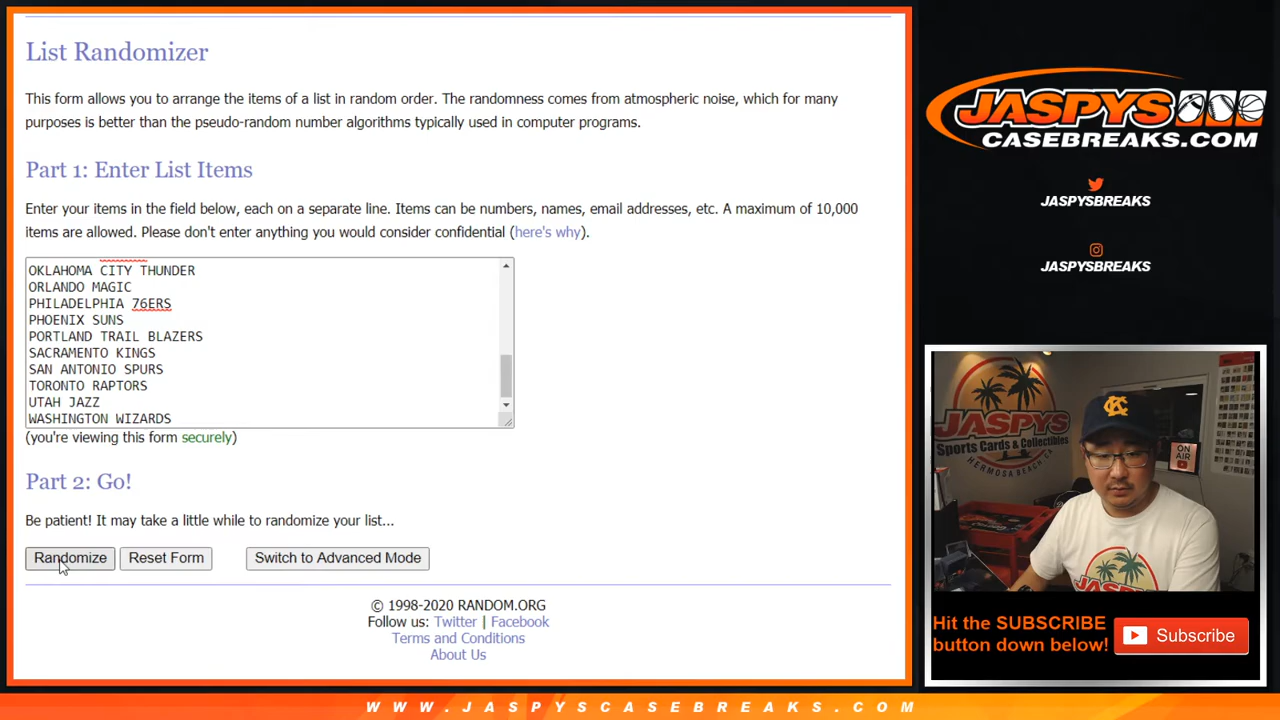 List Randomizer
This form allows you to arrange the items of a list in random order. The randomness comes from atmospheric noise, which for many
purposes is better than the pseudo-random number algorithms typically used in computer programs.
Part 1: Enter List Items
Enter your items in the field below, each on a separate line. Items can be numbers, names, email addresses, etc. A maximum of 10,000
items are allowed. Please don't enter anything you would consider confidential (here's why).
OKLAHOMA CITY THUNDER
ORLANDO MAGIC
PHILADELPHIA 76ERS
PHOENIX SUNS
PORTLAND TRAIL BLAZERS
SACRAMENTO KINGS
SAN ANTONIO SPURS
TORONTO RAPTORS
UTAH JAZZ
WASHINGTON WIZARDS
(you're viewing this form securely)
Part 2: Go!
Be patient! It may take a little while to randomize your list...
Randomize Reset Form Switch to Advanced Mode
© 1998-2020 RANDOM.ORG
Follow us: Twitter | Facebook
Terms and Conditions
About Us
JASPYS
CASEBREAKS.COM
JASPYSBREAKS
JASPYSBREAKS
JASPYS
Sports Cards & Collectibles
HERMOSA BEACH CA
KC
ON AIR
JASPYS
Hit the SUBSCRIBE
button down below!
Subscribe
WWW.JASPYSCASEBREAKS.COM